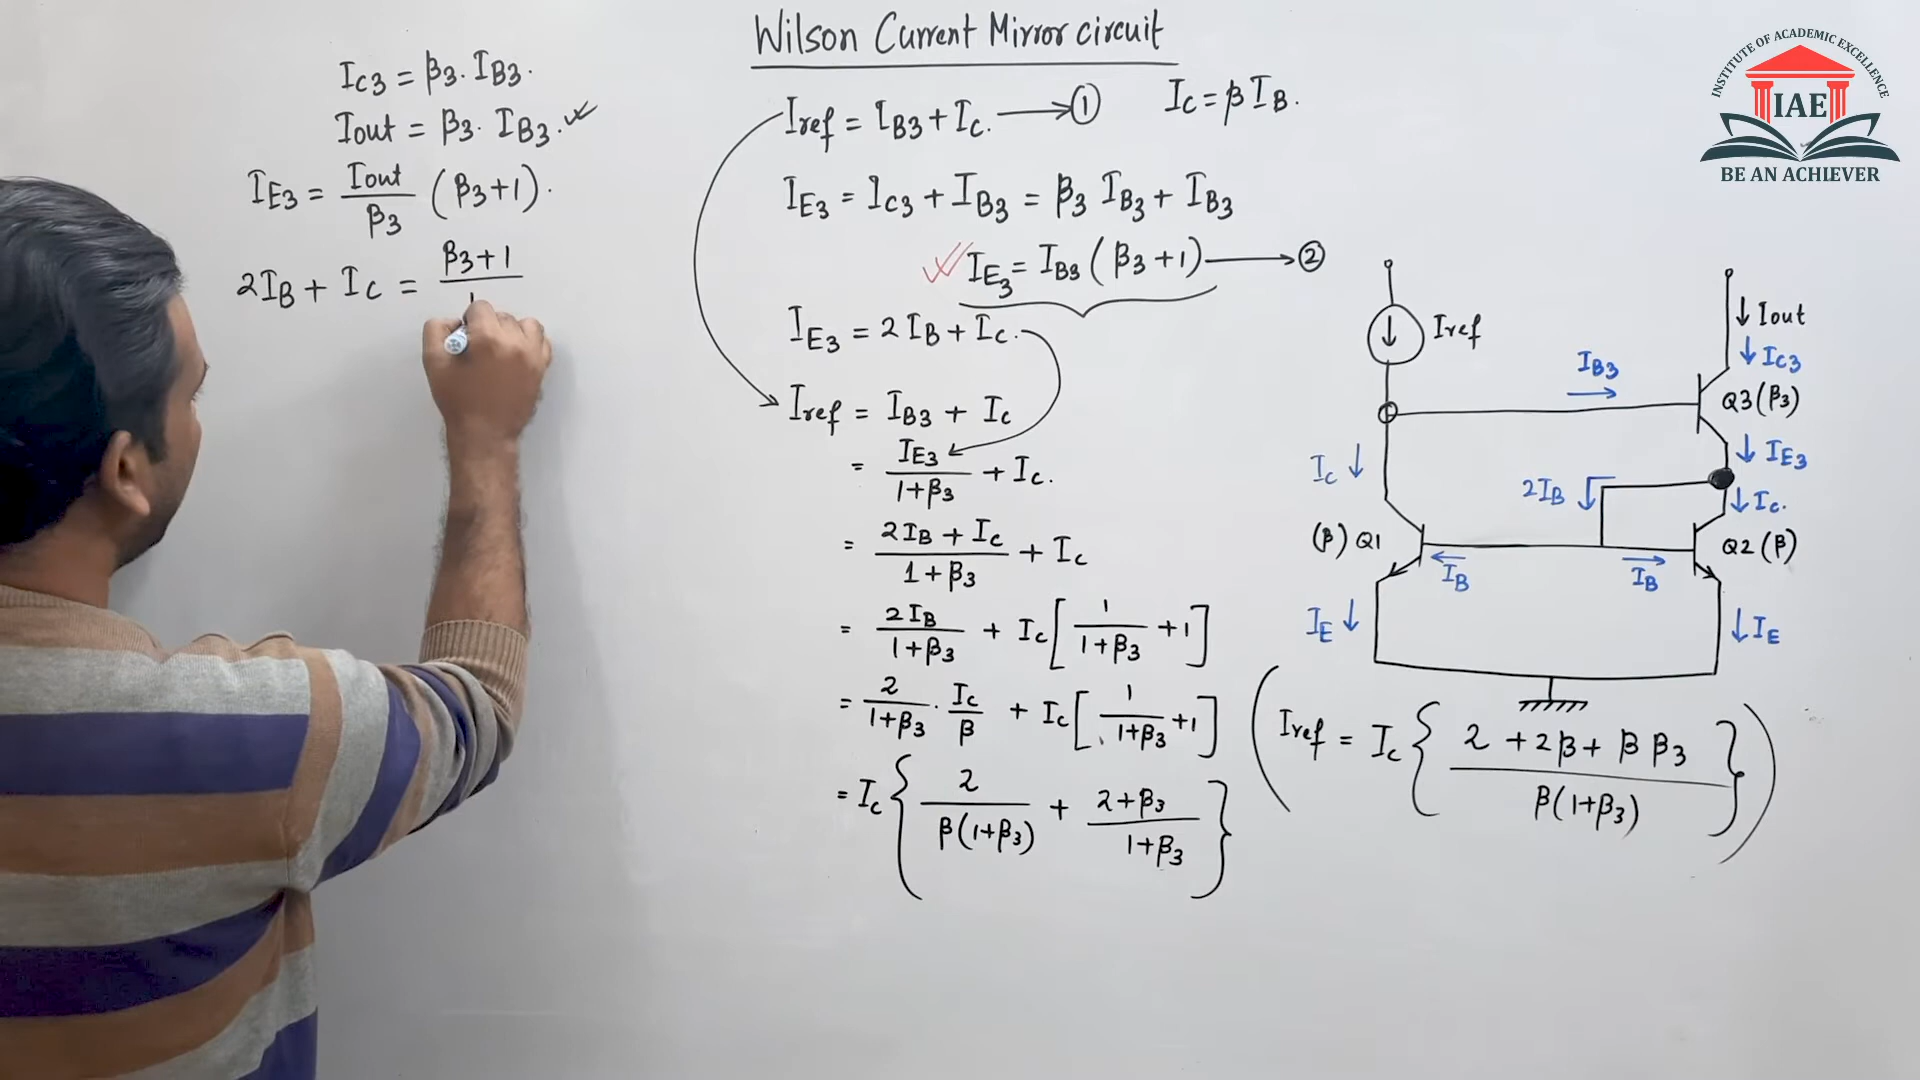 Wilson Current Mirror circuit
IC3 = β3. IB3.
Iout = β3. IB3.
IE3 = Iout/β3 (β3+1).
2IB + IC = β3+1
Iref = IB3 + IC. → 1
IC = β IB.
IE3 = IC3 + IB3 = β3 IB3 + IB3
IE3 = IB3 (β3+1) → 2
IE3 = 2IB + IC.
Iref = IB3 + IC
= IE3/1+β3 + IC.
= 2IB + IC/1+β3 + IC
= 2IB/1+β3 + IC [1/1+β3 + 1]
= 2/1+β3 . IC/β + IC [1/1+β3 + 1]
= IC {2/β(1+β3) + 2+β3/1+β3}
(Iref = IC {2+2β+ββ3/β(1+β3)})
Iref
↓ Iout
↓ IC3
IB3
Q3(β3)
↓ IE3
IC ↓
2IB
↓ IC.
(β) Q1
IB
IB
Q2(β)
IE ↓
↓ IE
INSTITUTE OF ACADEMIC EXCELLENCE
IAE
BE AN ACHIEVER